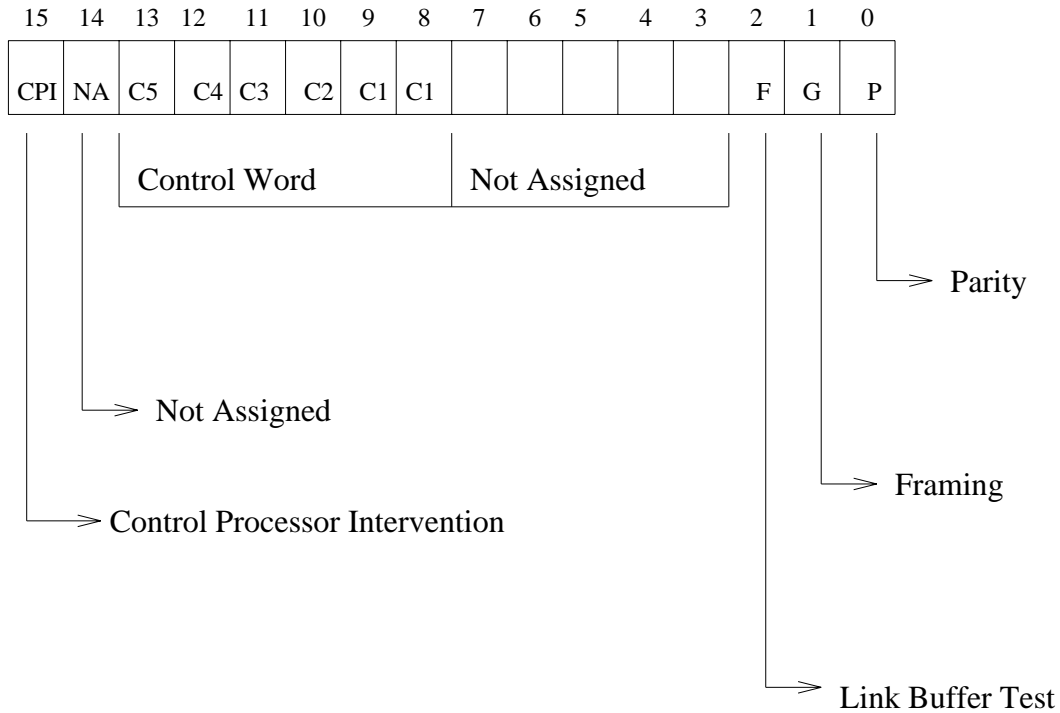 15 14 13 12 11 10 9 8 7 6 5 4 3 2 1 0
CPI NA C5 C4 C3 C2 C1 C1 F G P
Control Word Not Assigned
Parity
Not Assigned
Framing
Control Processor Intervention
Link Buffer Test